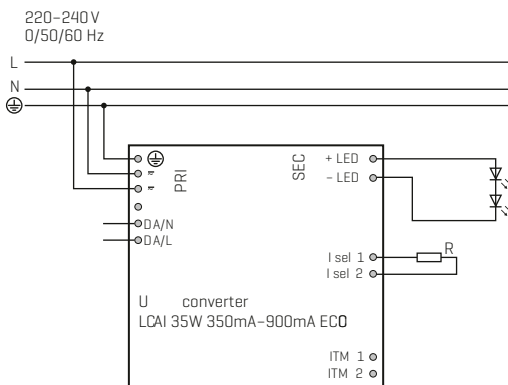 220–240 V
0/50/60 Hz
L
N
PRI
DA/N
DA/L
SEC
+ LED
– LED
I sel 1
I sel 2
R
U converter
LCAI 35W 350mA–900mA ECO
ITM 1
ITM 2